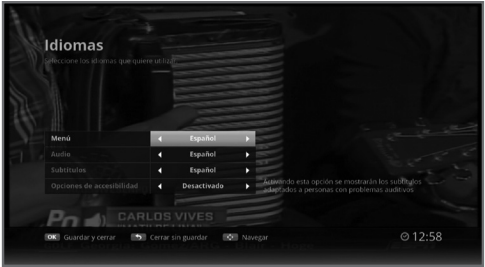 Idiomas
Seleccione los idiomas que quiere utilizar
Menú Español
Audio Español
Subtítulos Español
Opciones de accesibilidad Desactivado
Activando esta opción se mostrarán los subtítulos
adaptados a personas con problemas auditivos
CARLOS VIVES
OK Guardar y cerrar Cerrar sin guardar Navegar 12:58